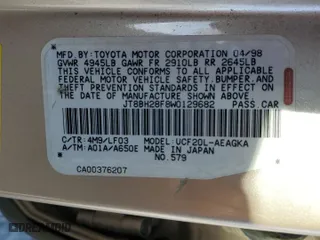 MFD. BY: TOYOTA MOTOR CORPORATION 04/98
GVWR 4945LB GAWR FR 2910LB RR 2645LB
THIS VEHICLE CONFORMS TO ALL APPLI-
CABLE FEDERAL MOTOR VEHICLE SAFETY,
BUMPER, AND THEFT PREVENTION STANDARDS
IN EFFECT ON THE DATE OF MANUFACTURE
SHOWN ABOVE.
JT8BH28F8W0129682 PASS.CAR
C/TR:4M9/LF03 MODEL:UCF20L-AEAGKA
A/TM:A01A/A650E MADE IN JAPAN
NO.579
CA00376207